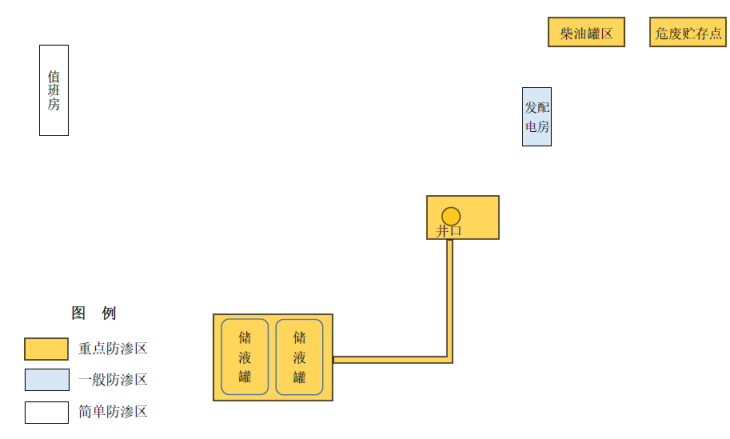 柴油罐区
危废贮存点
值
班
房
发配
电房
井口
图 例
重点防渗区
一般防渗区
简单防渗区
储
液
罐
储
液
罐